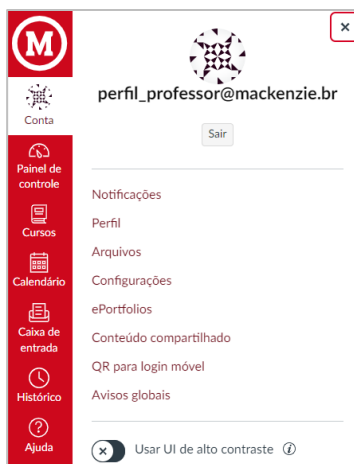 M
Conta
Painel de
controle
Cursos
Calendário
Caixa de
entrada
Histórico
Ajuda
perfil_professor@mackenzie.br
Sair
Notificações
Perfil
Arquivos
Configurações
ePortfolios
Conteúdo compartilhado
QR para login móvel
Avisos globais
Usar UI de alto contraste